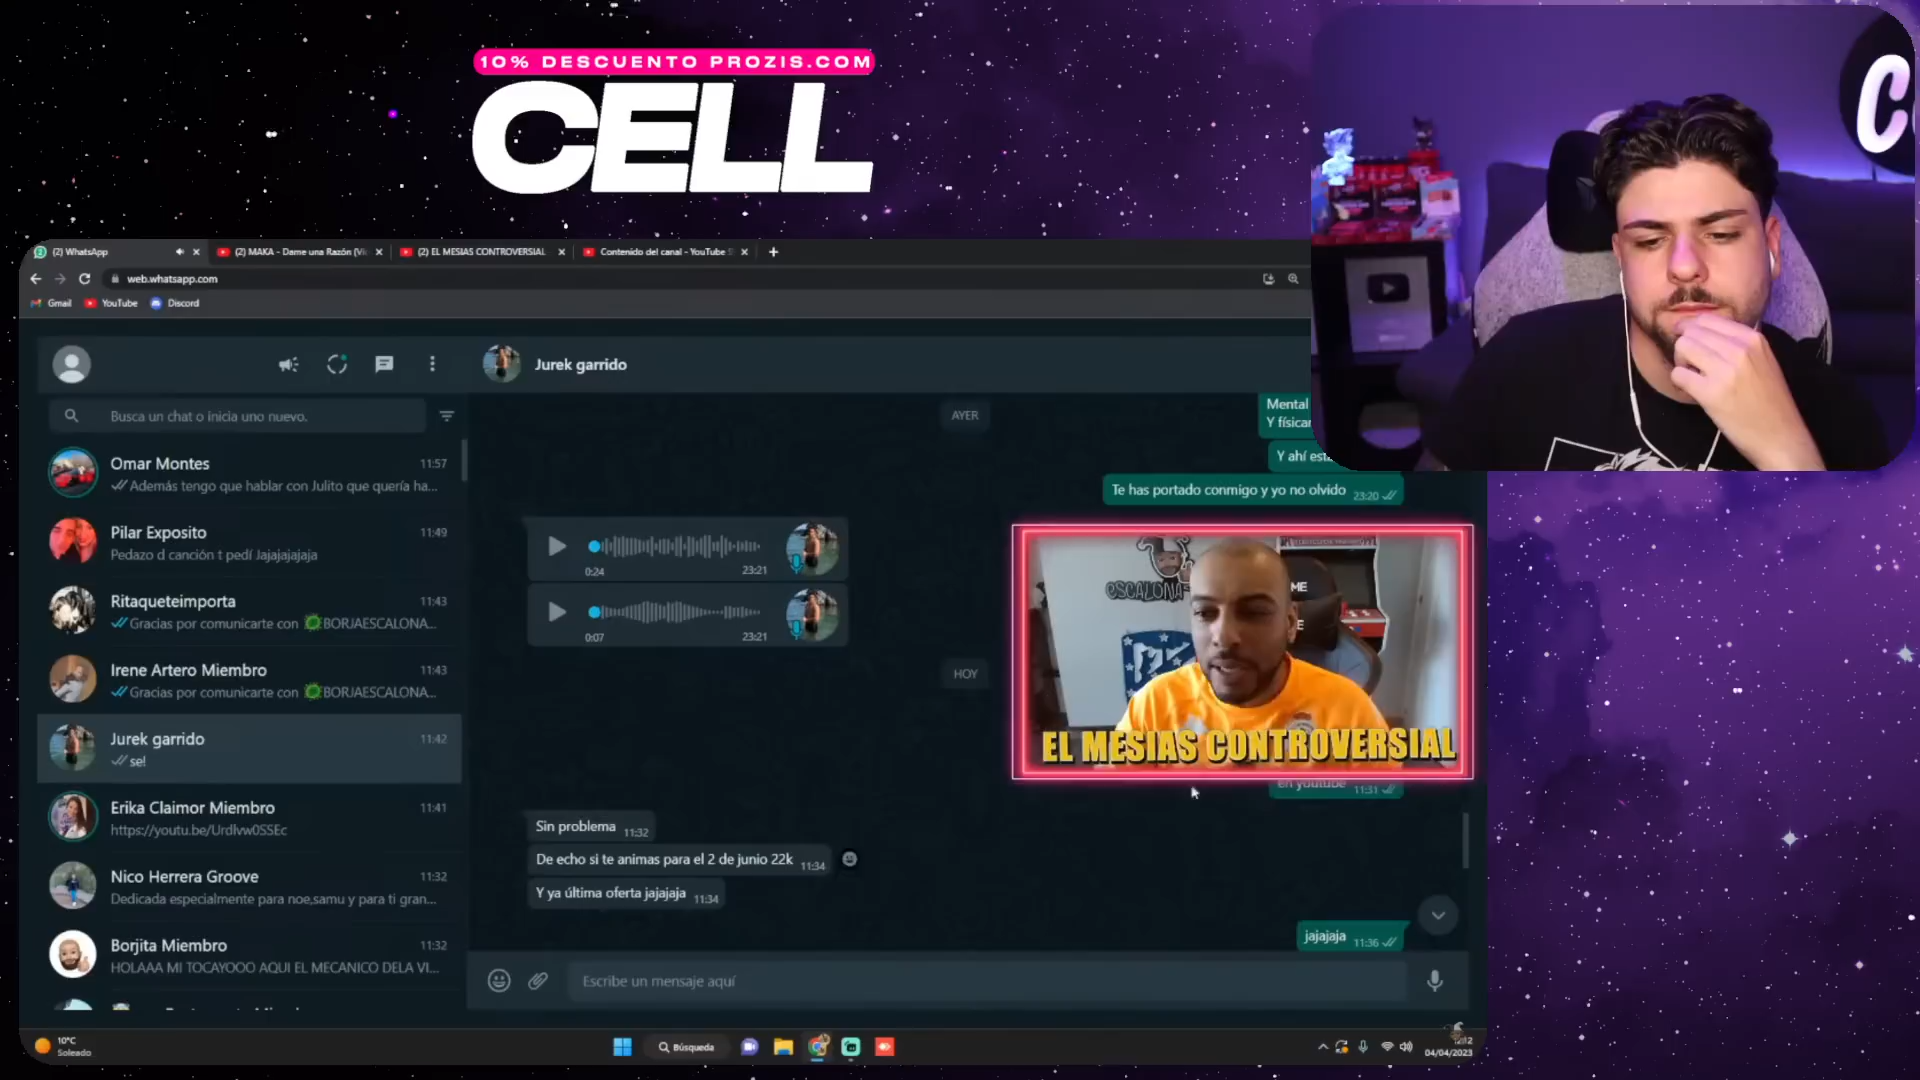 10% DESCUENTO PROZIS.COM
CELL
C
(2) WhatsApp
(2) MAKA - Dame una Razón (Vi
(2) EL MESIAS CONTROVERSIAL
Contenido del canal - YouTube S
web.whatsapp.com
Gmail
YouTube
Discord
Jurek garrido
Busca un chat o inicia uno nuevo.
Omar Montes
11:57
Además tengo que hablar con Julito que quería ha...
Pilar Exposito
11:49
Pedazo d canción t pedí Jajajajajaja
Ritaqueteimporta
11:43
Gracias por comunicarte con BORJAESCALONA...
Irene Artero Miembro
11:43
Gracias por comunicarte con BORJAESCALONA...
Jurek garrido
11:42
se!
Erika Claimor Miembro
11:41
https://youtu.be/Urdlvw0SSEc
Nico Herrera Groove
11:32
Dedicada especialmente para noe,samu y para ti gran...
Borjita Miembro
11:32
HOLAAA MI TOCAYOOO AQUI EL MECANICO DELA VI...
AYER
Mental
Y físicar
Y ahí esta
Te has portado conmigo y yo no olvido 23:20
0:24 23:21
0:07 23:21
HOY
@ESCALONA
ME
E
EL MESIAS CONTROVERSIAL
en youtube 11:31
Sin problema 11:32
De echo si te animas para el 2 de junio 22k 11:34
Y ya última oferta jajajaja 11:34
jajajaja 11:36
Escribe un mensaje aquí
10°C
Soleado
Búsqueda
04/04/2023